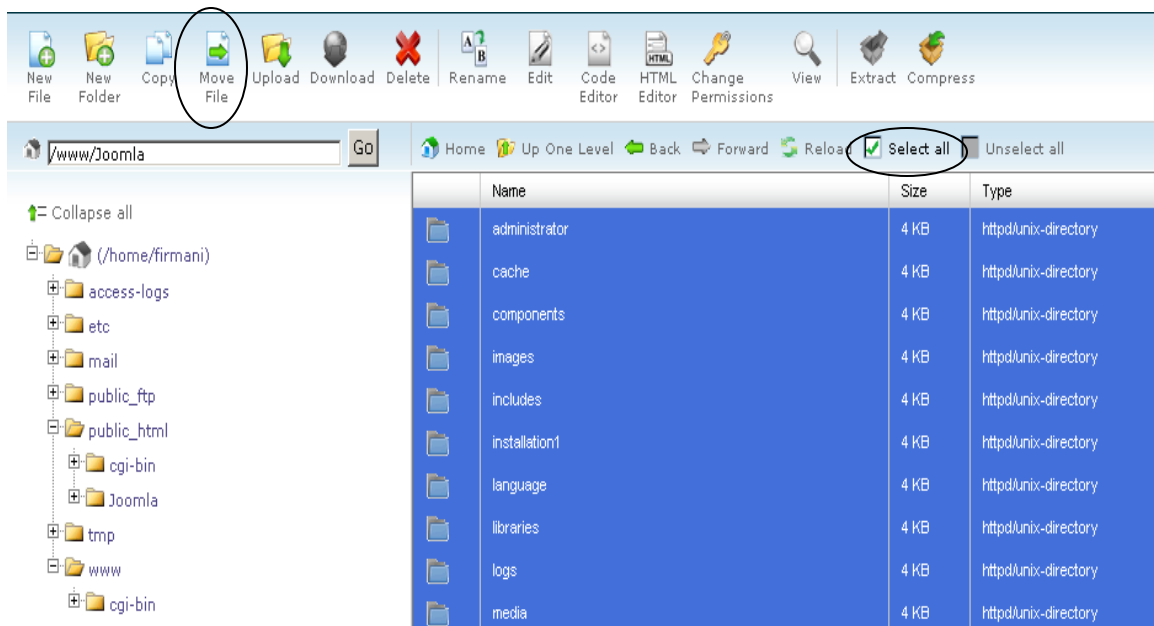 New File
New Folder
Copy
Move File
Upload
Download
Delete
Rename
Edit
Code Editor
HTML Editor
Change Permissions
View
Extract
Compress
/www/Joomla Go
Home Up One Level Back Forward Reload Select all Unselect all
Collapse all
(/home/firmani)
access-logs
etc
mail
public_ftp
public_html
cgi-bin
Joomla
tmp
www
cgi-bin
Name Size Type
administrator 4 KB httpd/unix-directory
cache 4 KB httpd/unix-directory
components 4 KB httpd/unix-directory
images 4 KB httpd/unix-directory
includes 4 KB httpd/unix-directory
installation1 4 KB httpd/unix-directory
language 4 KB httpd/unix-directory
libraries 4 KB httpd/unix-directory
logs 4 KB httpd/unix-directory
media 4 KB httpd/unix-directory